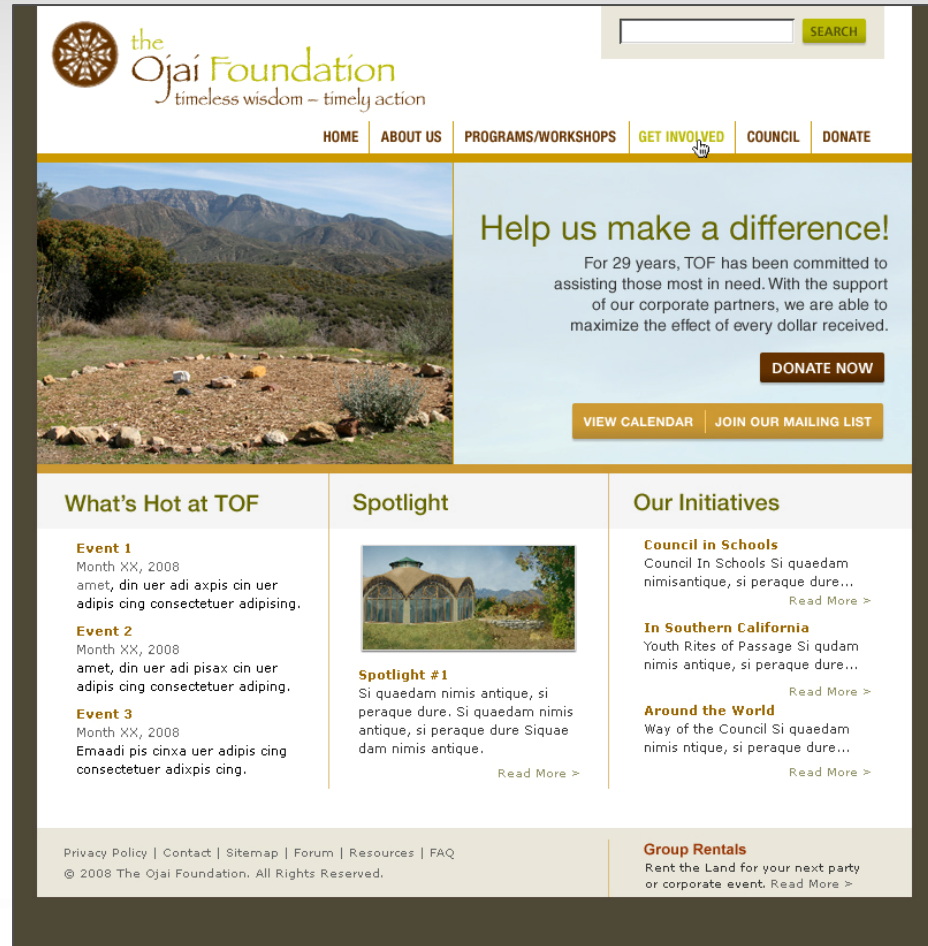 the
Ojai Foundation
timeless wisdom – timely action
SEARCH
HOME
ABOUT US
PROGRAMS/WORKSHOPS
GET INVOLVED
COUNCIL
DONATE
Help us make a difference!
For 29 years, TOF has been committed to
assisting those most in need. With the support
of our corporate partners, we are able to
maximize the effect of every dollar received.
DONATE NOW
VIEW CALENDAR
JOIN OUR MAILING LIST
What's Hot at TOF
Event 1
Month XX, 2008
amet, din uer adi axpis cin uer
adipis cing consectetuer adipising.
Event 2
Month XX, 2008
amet, din uer adi pisax cin uer
adipis cing consectetuer adiping.
Event 3
Month XX, 2008
Emaadi pis cinxa uer adipis cing
consectetuer adixpis cing.
Spotlight
Spotlight #1
Si quaedam nimis antique, si
peraque dure. Si quaedam nimis
antique, si peraque dure Siquae
dam nimis antique.
Read More >
Our Initiatives
Council in Schools
Council In Schools Si quaedam
nimisantique, si peraque dure...
Read More >
In Southern California
Youth Rites of Passage Si qudam
nimis antique, si peraque dure...
Read More >
Around the World
Way of the Council Si quaedam
nimis ntique, si peraque dure...
Read More >
Privacy Policy | Contact | Sitemap | Forum | Resources | FAQ
© 2008 The Ojai Foundation. All Rights Reserved.
Group Rentals
Rent the Land for your next party
or corporate event. Read More >